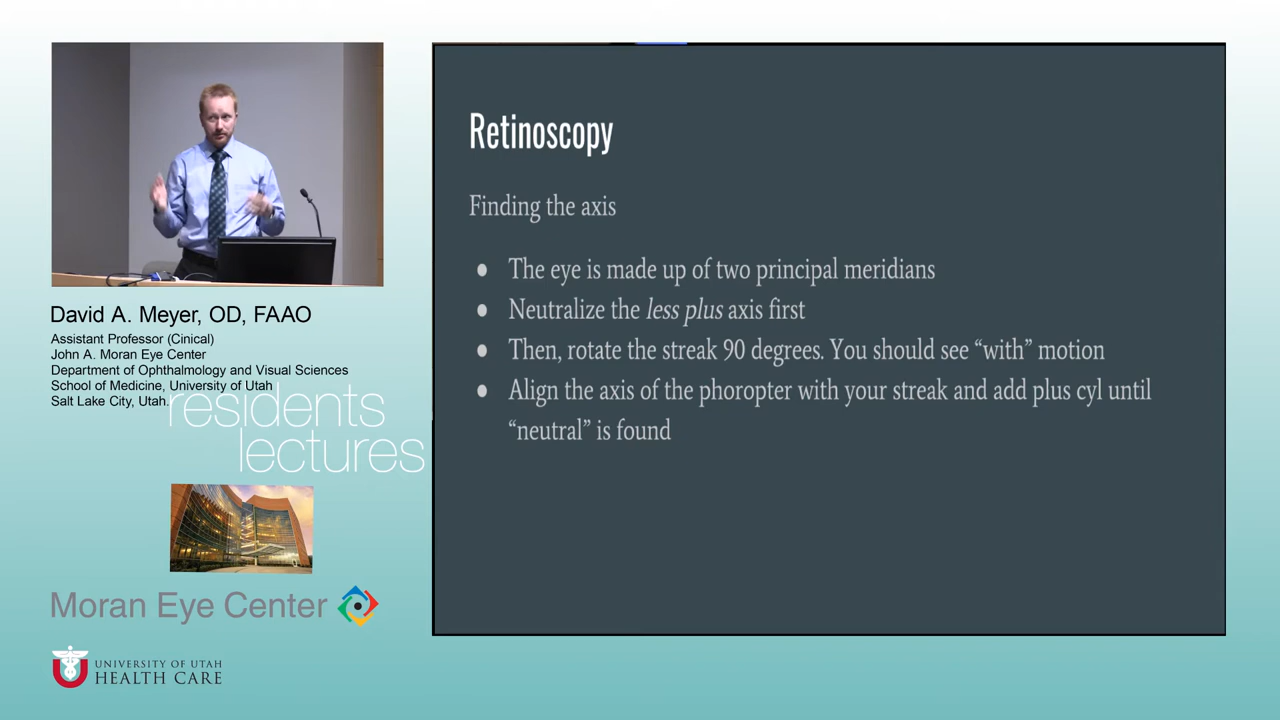 David A. Meyer, OD, FAAO
Assistant Professor (Cinical)
John A. Moran Eye Center
Department of Ophthalmology and Visual Sciences
School of Medicine, University of Utah
Salt Lake City, Utah.
residents
lectures
Moran Eye Center
UNIVERSITY OF UTAH
HEALTH CARE
Retinoscopy
Finding the axis
● The eye is made up of two principal meridians
● Neutralize the less plus axis first
● Then, rotate the streak 90 degrees. You should see “with” motion
● Align the axis of the phoropter with your streak and add plus cyl until
“neutral” is found